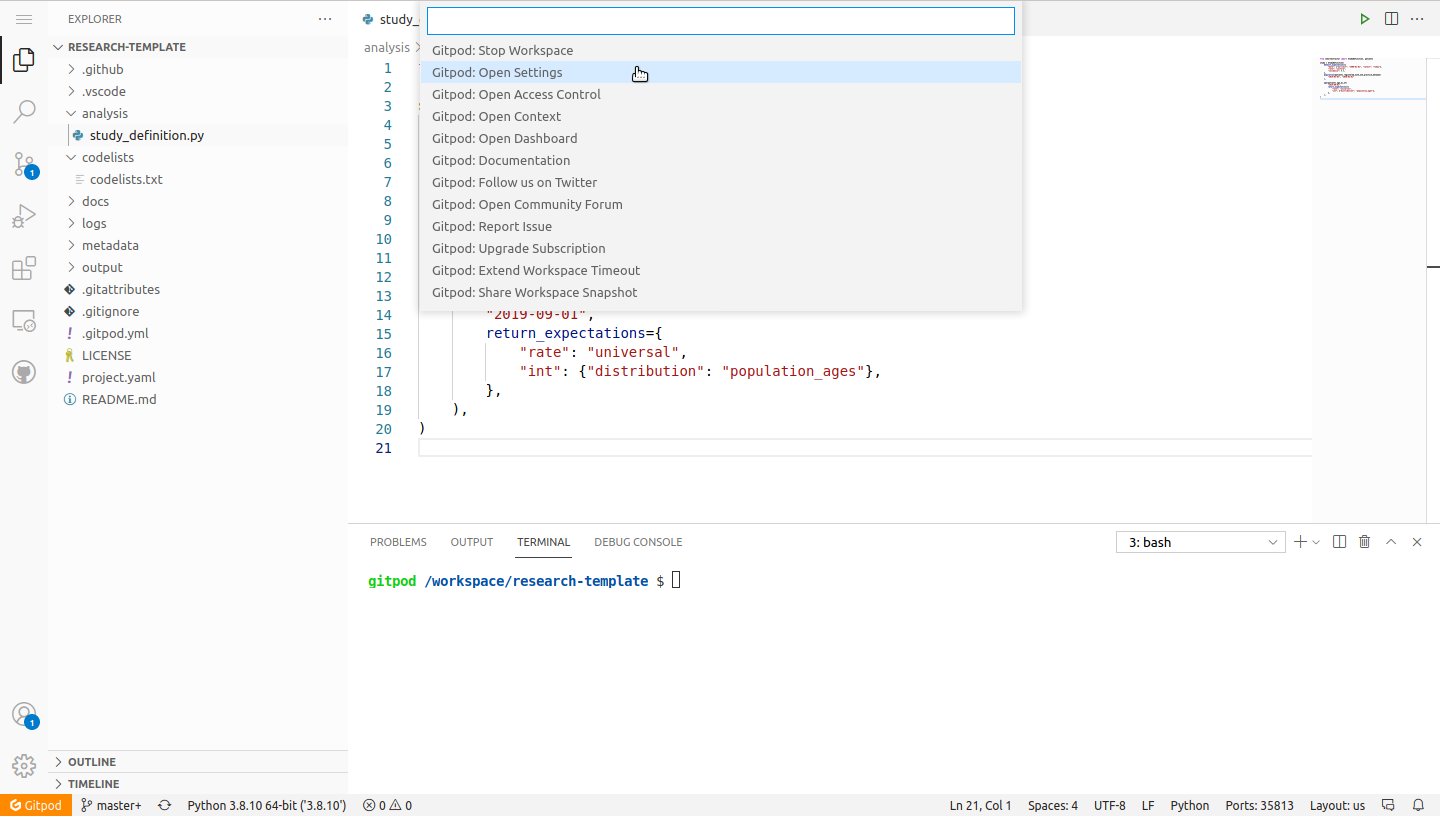 EXPLORER
RESEARCH-TEMPLATE
.github
.vscode
analysis
study_definition.py
codelists
codelists.txt
docs
logs
metadata
output
.gitattributes
.gitignore
.gitpod.yml
LICENSE
project.yaml
README.md
OUTLINE
TIMELINE
1
1
study_
analysis
Gitpod: Stop Workspace
Gitpod: Open Settings
Gitpod: Open Access Control
Gitpod: Open Context
Gitpod: Open Dashboard
Gitpod: Documentation
Gitpod: Follow us on Twitter
Gitpod: Open Community Forum
Gitpod: Report Issue
Gitpod: Upgrade Subscription
Gitpod: Extend Workspace Timeout
Gitpod: Share Workspace Snapshot
1
2
3
4
5
6
7
8
9
10
11
12
13
14 "2019-09-01",
15 return_expectations={
16 "rate": "universal",
17 "int": {"distribution": "population_ages"},
18 },
19 ),
20 )
21
PROBLEMS OUTPUT TERMINAL DEBUG CONSOLE 3: bash
gitpod /workspace/research-template $
Gitpod master+ Python 3.8.10 64-bit ('3.8.10') 0 0 Ln 21, Col 1 Spaces: 4 UTF-8 LF Python Ports: 35813 Layout: us